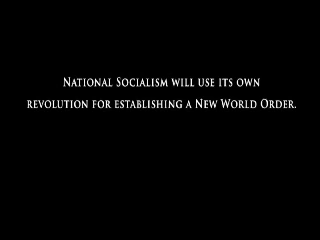 National Socialism will use its own
revolution for establishing a New World Order.